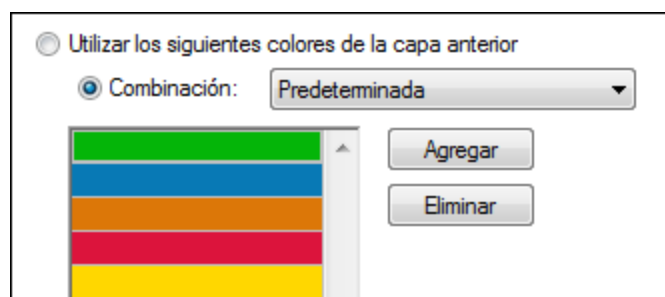 Utilizar los siguientes colores de la capa anterior
Combinación: Predeterminada
Agregar
Eliminar